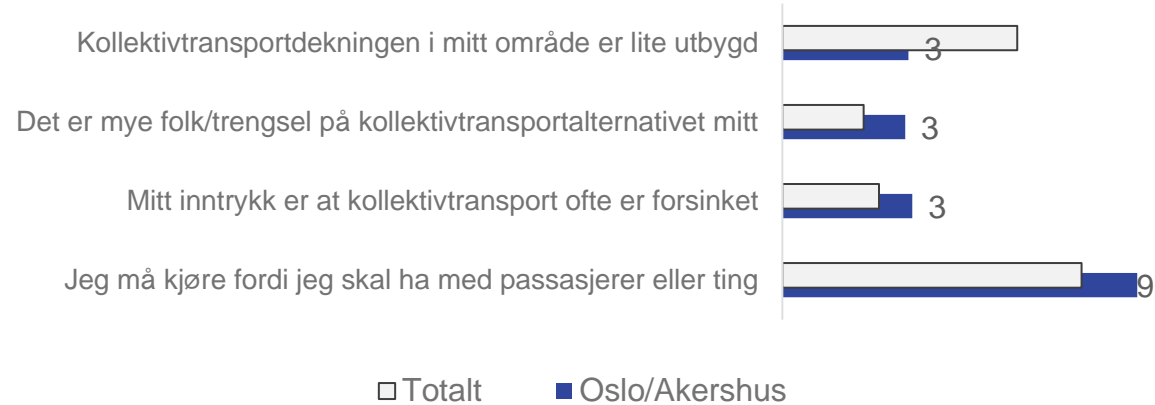 Kollektivtransportdekningen i mitt område er lite utbygd
3
Det er mye folk/trengsel på kollektivtransportalternativet mitt
3
Mitt inntrykk er at kollektivtransport ofte er forsinket
3
Jeg må kjøre fordi jeg skal ha med passasjerer eller ting
9
Totalt
Oslo/Akershus